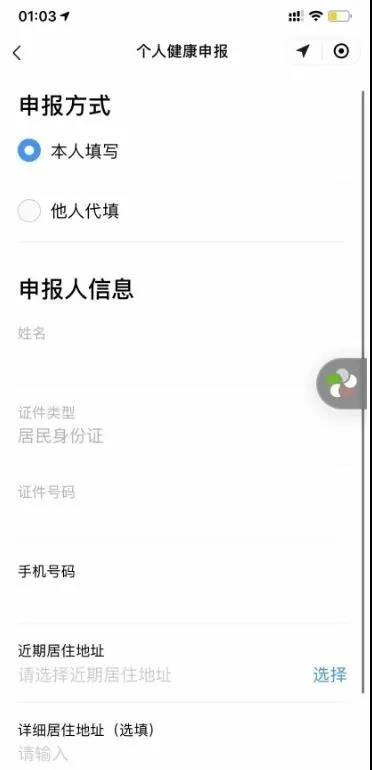 01:03
个人健康申报
申报方式
本人填写
他人代填
申报人信息
姓名
证件类型
居民身份证
证件号码
手机号码
近期居住地址
请选择近期居住地址 选择
详细居住地址（选填）
请输入